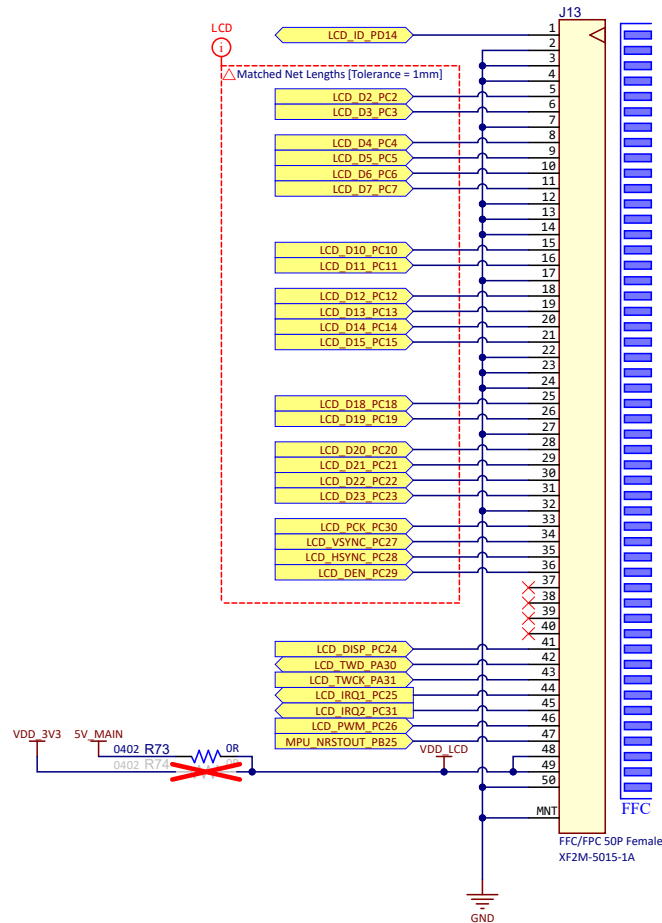 J13
LCD
i
Matched Net Lengths [Tolerance = 1mm]
LCD_ID_PD14 1
2
3
4
LCD_D2_PC2 5
LCD_D3_PC3 6
7
LCD_D4_PC4 8
LCD_D5_PC5 9
LCD_D6_PC6 10
LCD_D7_PC7 11
12
13
14
LCD_D10_PC10 15
LCD_D11_PC11 16
17
LCD_D12_PC12 18
LCD_D13_PC13 19
LCD_D14_PC14 20
LCD_D15_PC15 21
22
23
24
LCD_D18_PC18 25
LCD_D19_PC19 26
27
LCD_D20_PC20 28
LCD_D21_PC21 29
LCD_D22_PC22 30
LCD_D23_PC23 31
32
LCD_PCK_PC30 33
LCD_VSYNC_PC27 34
LCD_HSYNC_PC28 35
LCD_DEN_PC29 36
37
38
39
40
LCD_DISP_PC24 41
LCD_TWD_PA30 42
LCD_TWCK_PA31 43
LCD_IRQ1_PC25 44
LCD_IRQ2_PC31 45
LCD_PWM_PC26 46
MPU_NRSTOUT_PB25 47
VDD_3V3 5V_MAIN
0402 R73 0R VDD_LCD 48
0402 R74 0R 49
50
MNT
FFC
FFC/FPC 50P Female
XF2M-5015-1A
GND